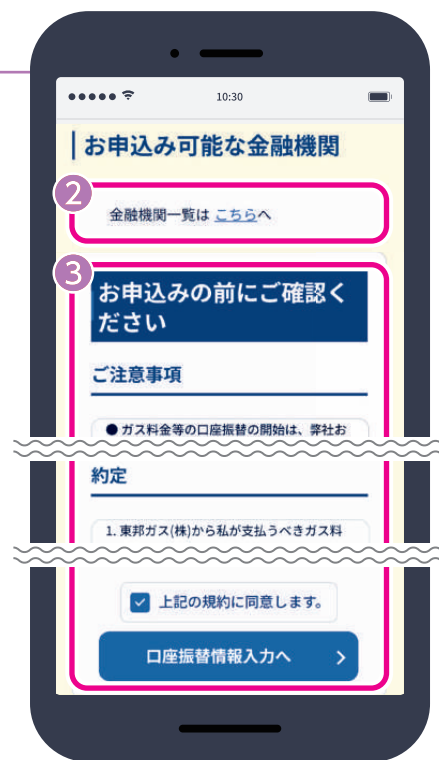 10:30
お申込み可能な金融機関
2
金融機関一覧は こちらへ
3
お申込みの前にご確認く
ださい
ご注意事項
● ガス料金等の口座振替の開始は、弊社お
約定
1. 東邦ガス(株)から私が支払うべきガス料
上記の規約に同意します。
口座振替情報入力へ